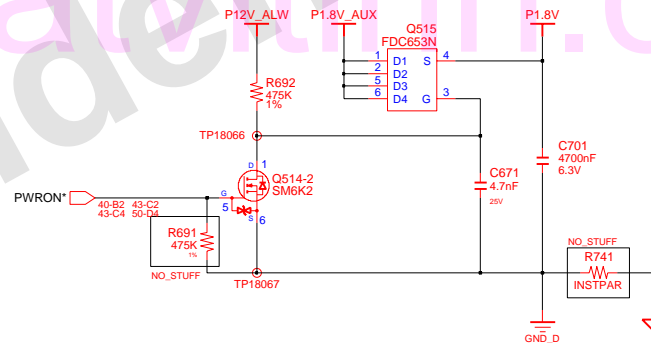 P12V_ALW P1.8V_AUX P1.8V
Q515
FDC653N
1 D1 S 4
2 D2
5 D3
6 D4 G 3
R692
475K
1%
TP18066
C701
4700nF
6.3V
D 1
Q514-2
SM6K2
C671
4.7nF
25V
PWRON*
G
5
S 6
40-B2 43-C2
43-C4 50-D4
R691
475K
1%
NO_STUFF
TP18067
NO_STUFF
R741
INSTPAR
GND_D